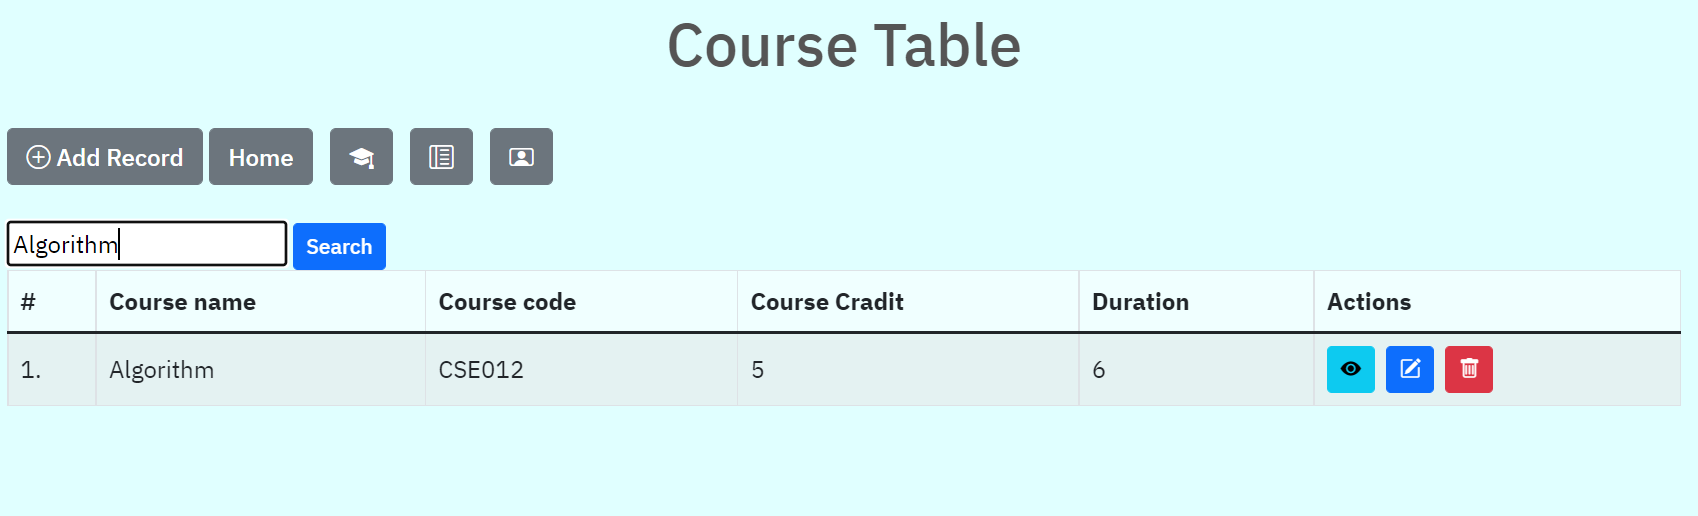 Course Table
Add Record Home
Algorithm Search
# Course name Course code Course Cradit Duration Actions
1. Algorithm CSE012 5 6